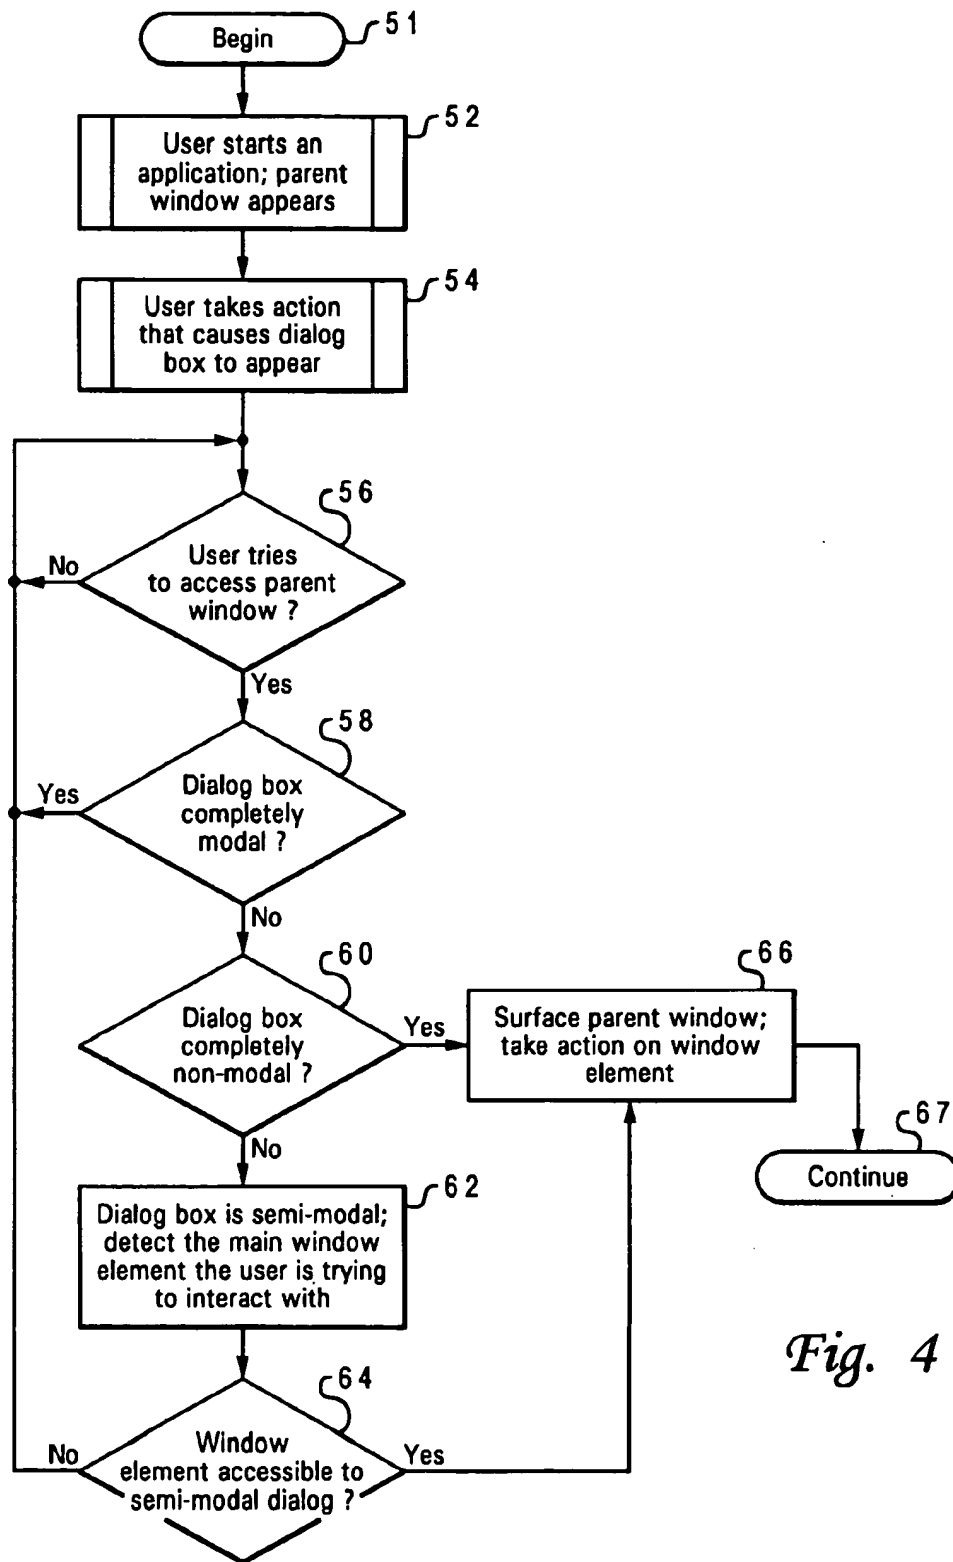 Begin
51
52
User starts an
application; parent
window appears
54
User takes action
that causes dialog
box to appear
56
User tries
to access parent
window ?
No
Yes
58
Dialog box
completely
modal ?
Yes
No
60
Dialog box
completely
non-modal ?
Yes
No
66
Surface parent window;
take action on window
element
67
Continue
62
Dialog box is semi-modal;
detect the main window
element the user is trying
to interact with
64
Window
element accessible to
semi-modal dialog ?
No
Yes
Fig. 4